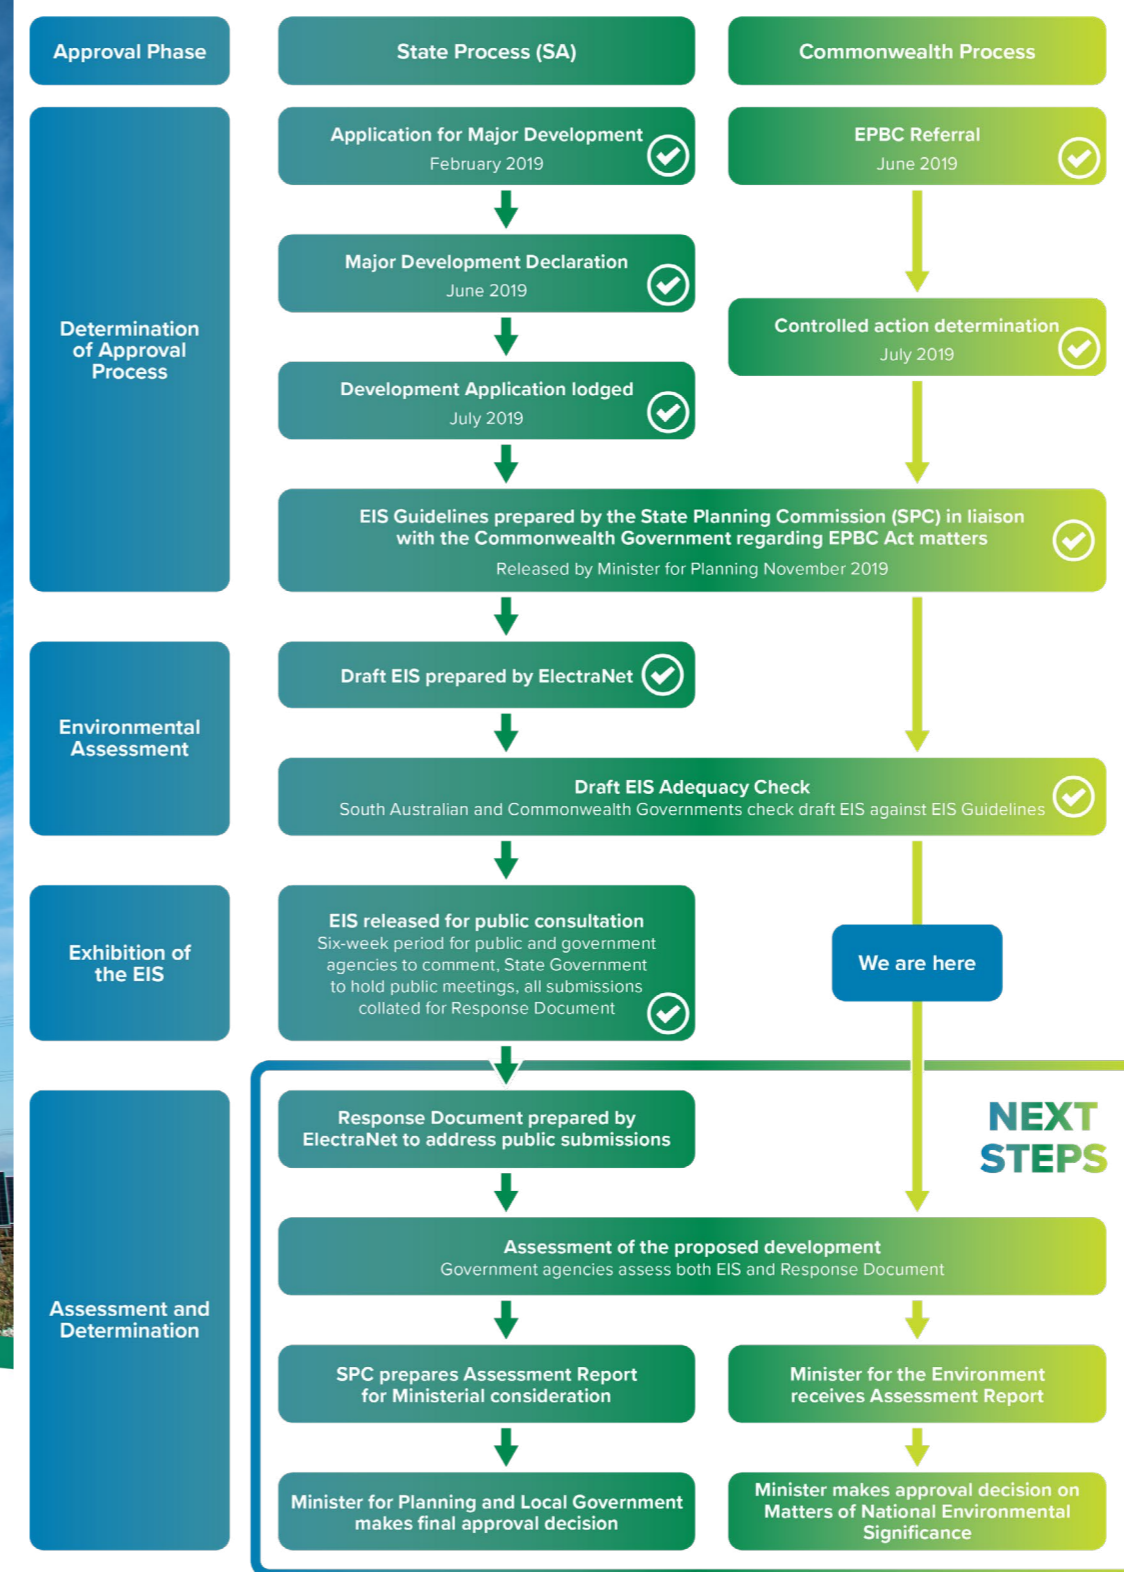 Approval Phase
State Process (SA)
Commonwealth Process
Determination
of Approval
Process
Application for Major Development
February 2019
EPBC Referral
June 2019
Major Development Declaration
June 2019
Controlled action determination
July 2019
Development Application lodged
July 2019
EIS Guidelines prepared by the State Planning Commission (SPC) in liaison
with the Commonwealth Government regarding EPBC Act matters
Released by Minister for Planning November 2019
Environmental
Assessment
Draft EIS prepared by ElectraNet
Draft EIS Adequacy Check
South Australian and Commonwealth Governments check draft EIS against EIS Guidelines
Exhibition of
the EIS
EIS released for public consultation
Six-week period for public and government
agencies to comment, State Government
to hold public meetings, all submissions
collated for Response Document
We are here
NEXT
STEPS
Assessment and
Determination
Response Document prepared by
ElectraNet to address public submissions
Assessment of the proposed development
Government agencies assess both EIS and Response Document
SPC prepares Assessment Report
for Ministerial consideration
Minister for the Environment
receives Assessment Report
Minister for Planning and Local Government
makes final approval decision
Minister makes approval decision on
Matters of National Environmental
Significance